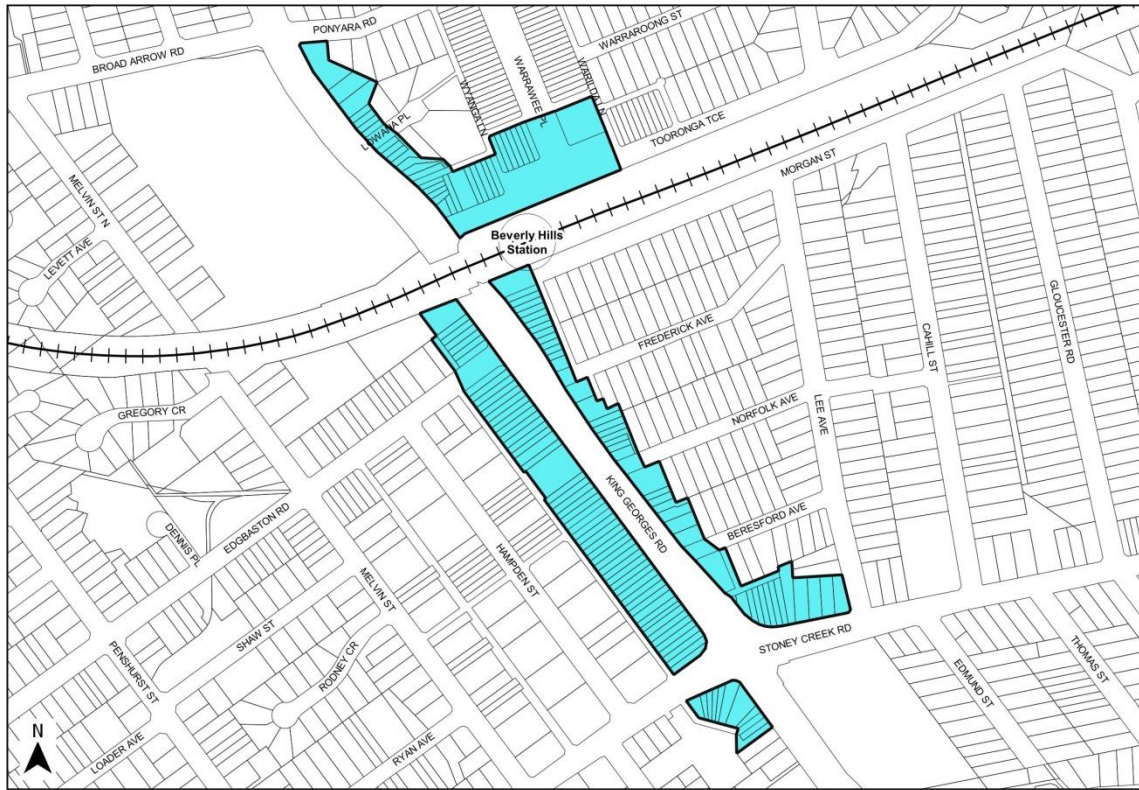 PONYARA RD
BROAD ARROW RD
WARRAROONG ST
WYANGA LN
WARRAWEE PL
WARILDA LN
LOWANA PL
TOORONGA TCE
MORGAN ST
MELVIN ST N
LEVETT AVE
Beverly Hills
Station
FREDERICK AVE
GLOUCESTER RD
CAHILL ST
GREGORY CR
NORFOLK AVE
LEE AVE
KING GEORGES RD
EDGBASTON RD
DENNIS PL
BERESFORD AVE
HAMPDEN ST
MELVIN ST
SHAW ST
STONEY CREEK RD
PENSHURST ST
RODNEY CR
EDMUND ST
THOMAS ST
N
LOADER AVE
RYAN AVE